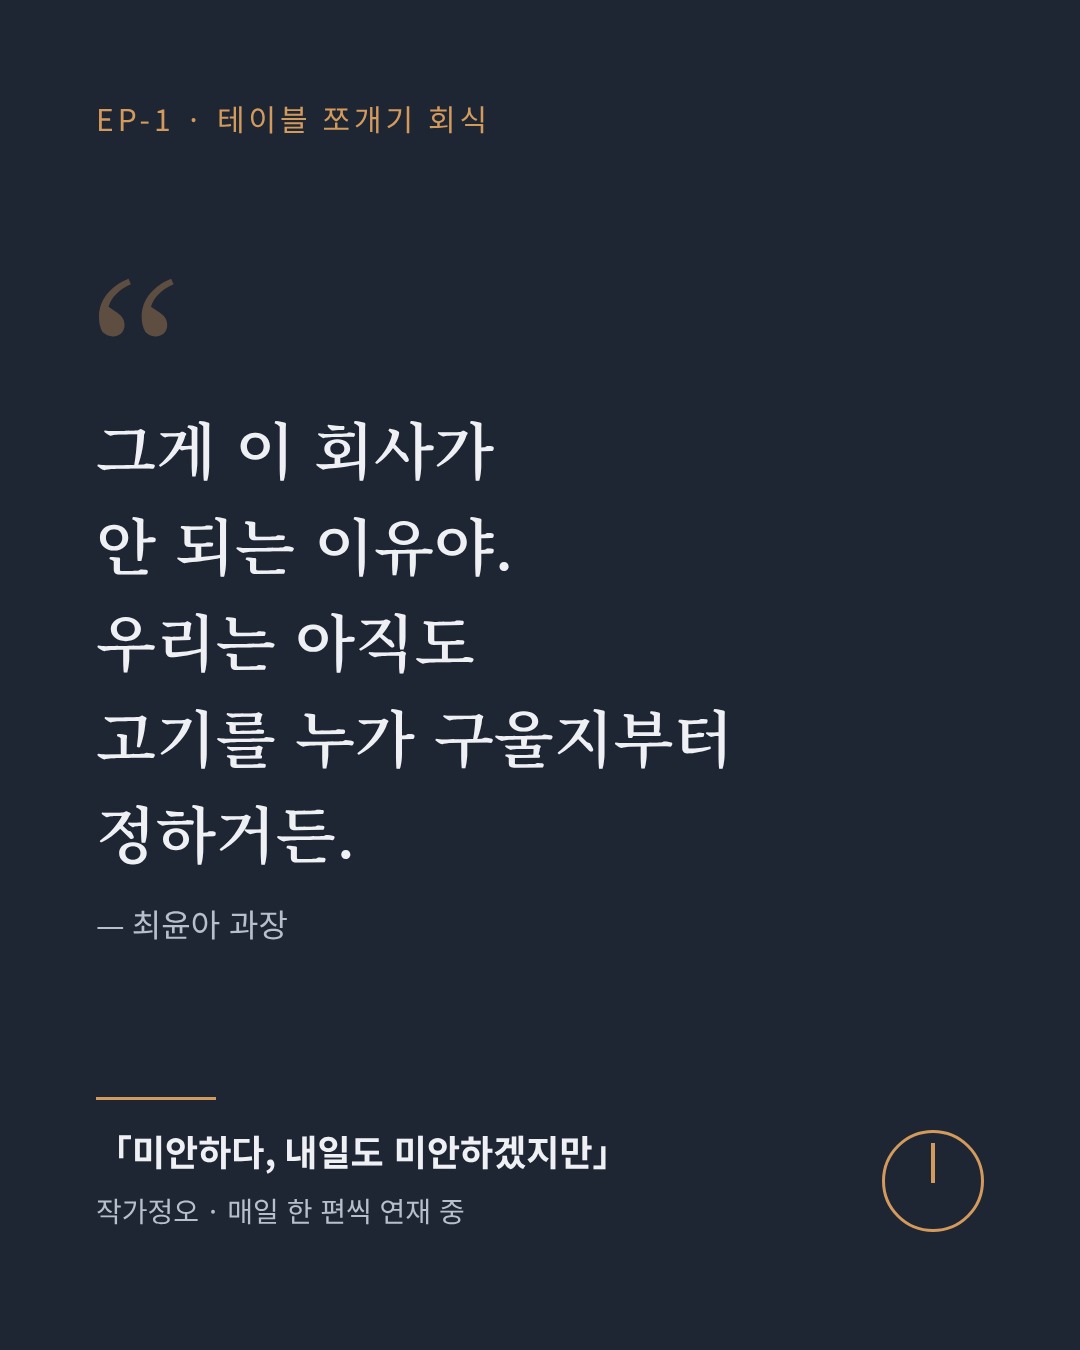 EP-1 · 테이블 쪼개기 회식
“
그게 이 회사가
안 되는 이유야.
우리는 아직도
고기를 누가 구울지부터
정하거든.
— 최윤아 과장
「미안하다, 내일도 미안하겠지만」
작가정오 · 매일 한 편씩 연재 중